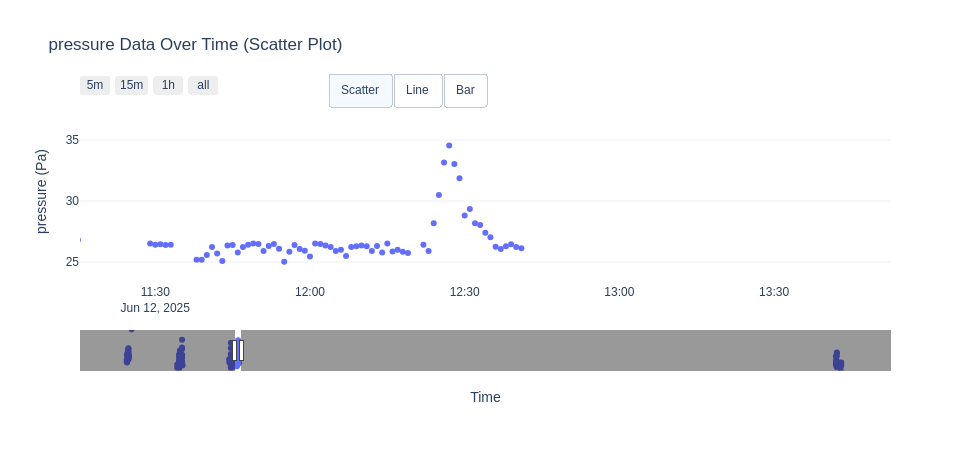 pressure Data Over Time (Scatter Plot)
5m 15m 1h all
Scatter Line Bar
pressure (Pa)
35
30
25
11:30 12:00 12:30 13:00 13:30
Jun 12, 2025
Time